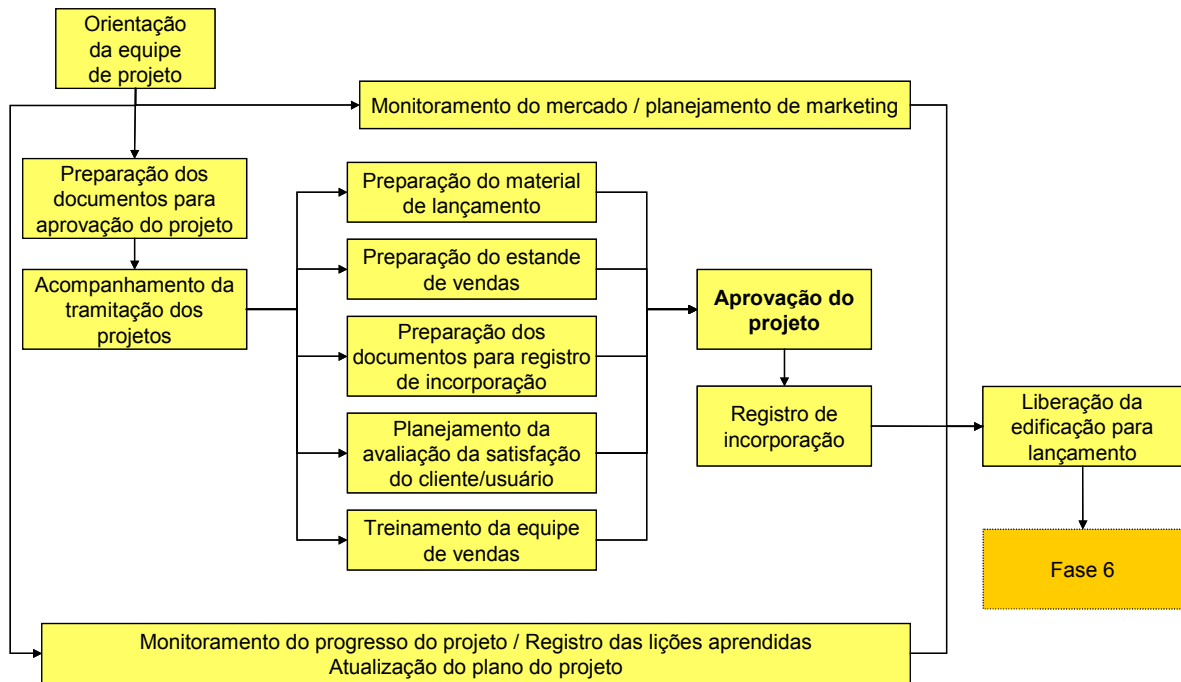 Orientação
da equipe
de projeto
Monitoramento do mercado / planejamento de marketing
Preparação dos
documentos para
aprovação do projeto
Acompanhamento da
tramitação dos
projetos
Preparação do material
de lançamento
Preparação do estande
de vendas
Preparação dos
documentos para registro
de incorporação
Planejamento da
avaliação da satisfação
do cliente/usuário
Treinamento da equipe
de vendas
Aprovação do
projeto
Registro de
incorporação
Liberação da
edificação para
lançamento
Fase 6
Monitoramento do progresso do projeto / Registro das lições aprendidas
Atualização do plano do projeto